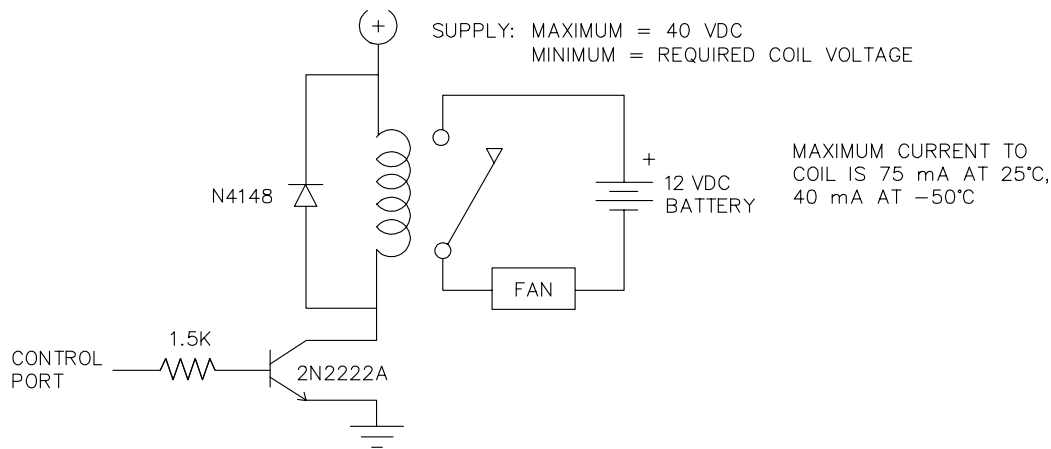 SUPPLY: MAXIMUM = 40 VDC
MINIMUM = REQUIRED COIL VOLTAGE
+
+
MAXIMUM CURRENT TO
COIL IS 75 mA AT 25°C,
40 mA AT −50°C
12 VDC
BATTERY
N4148
FAN
1.5K
CONTROL
PORT
2N2222A